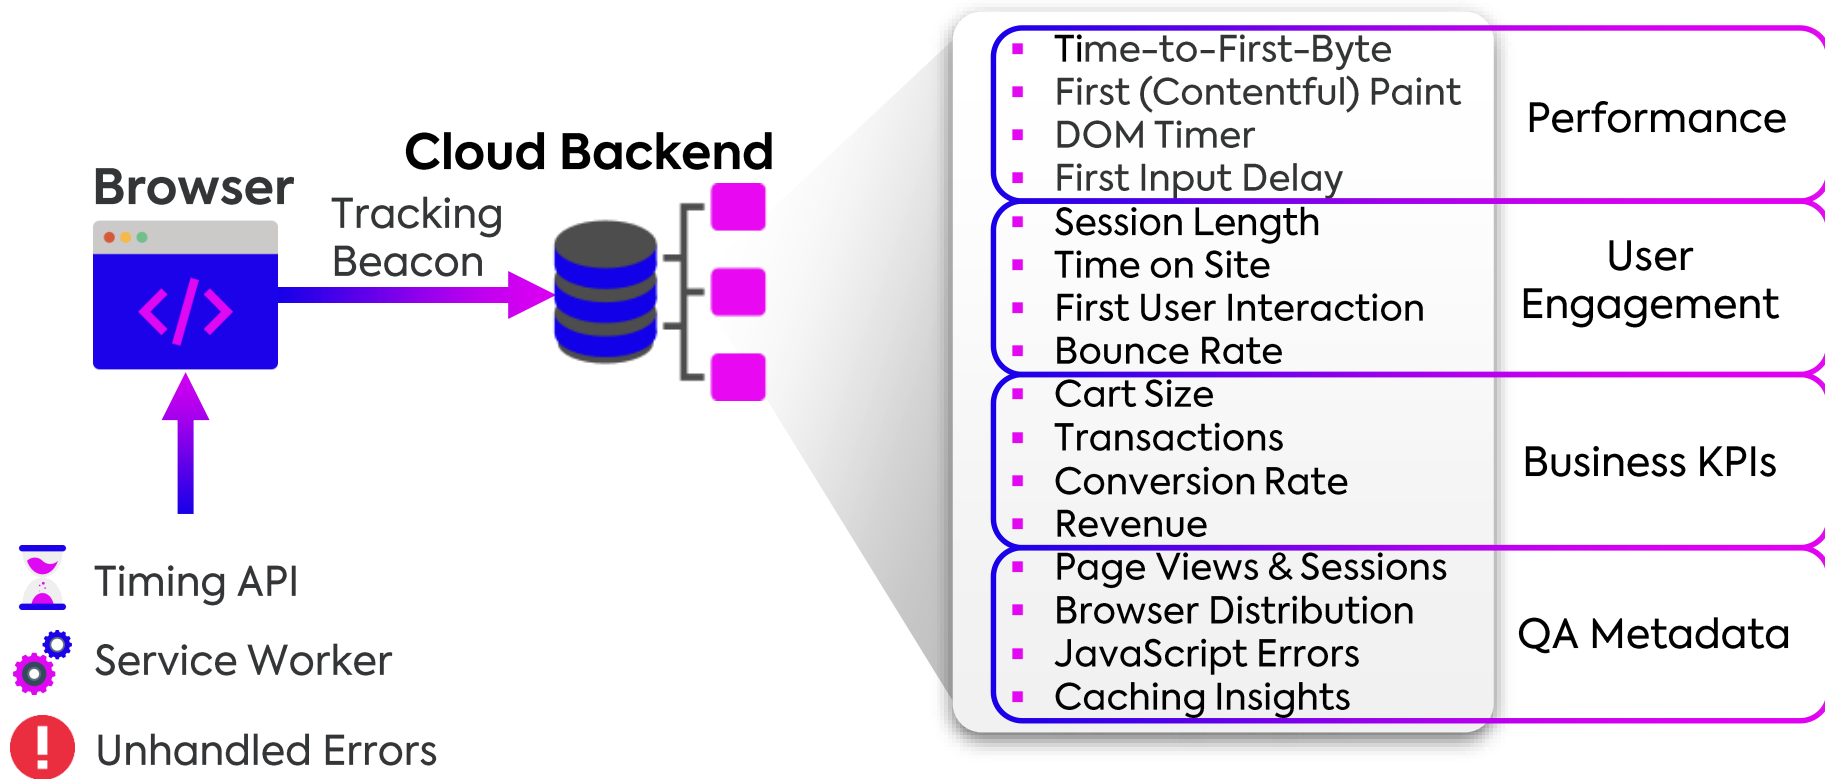 Browser
Cloud Backend
Tracking
Beacon
</>
Timing API
Service Worker
Unhandled Errors
Time-to-First-Byte
First (Contentful) Paint
DOM Timer
First Input Delay
Performance
Session Length
Time on Site
First User Interaction
Bounce Rate
User
Engagement
Cart Size
Transactions
Conversion Rate
Revenue
Business KPIs
Page Views & Sessions
Browser Distribution
JavaScript Errors
Caching Insights
QA Metadata